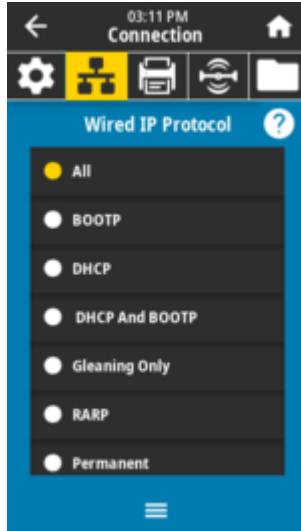 03:11 PM
Connection
Wired IP Protocol
?
All
BOOTP
DHCP
DHCP And BOOTP
Gleaning Only
RARP
Permanent